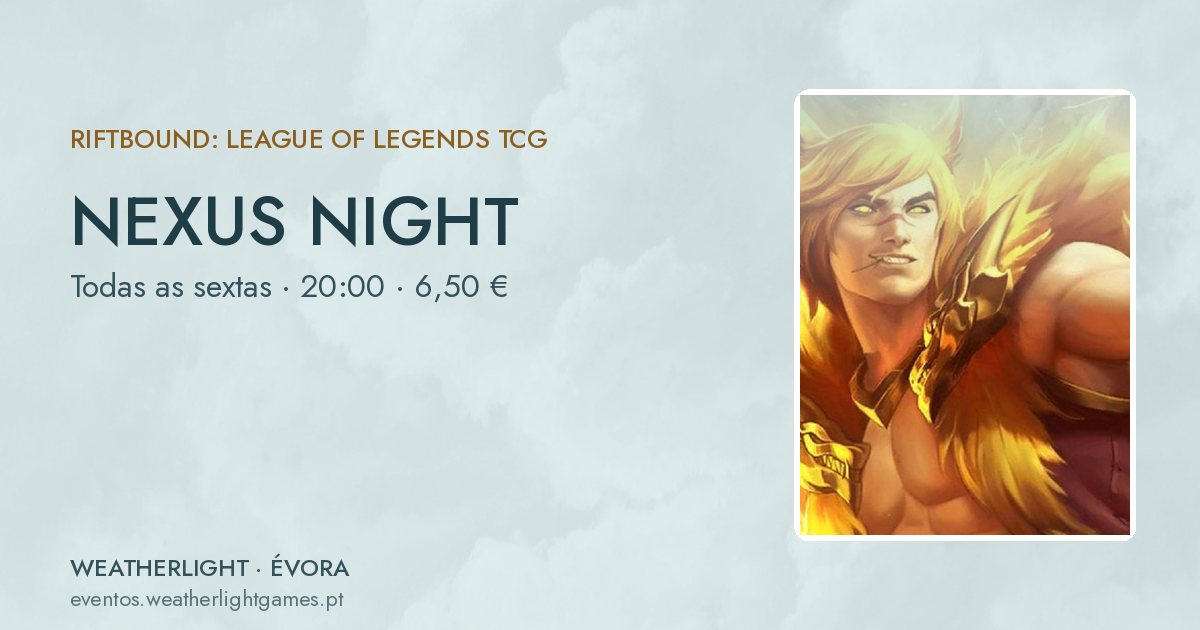 RIFTBOUND: LEAGUE OF LEGENDS TCG
NEXUS NIGHT
Todas as sextas · 20:00 · 6,50 €
WEATHERLIGHT · ÉVORA
eventos.weatherlightgames.pt